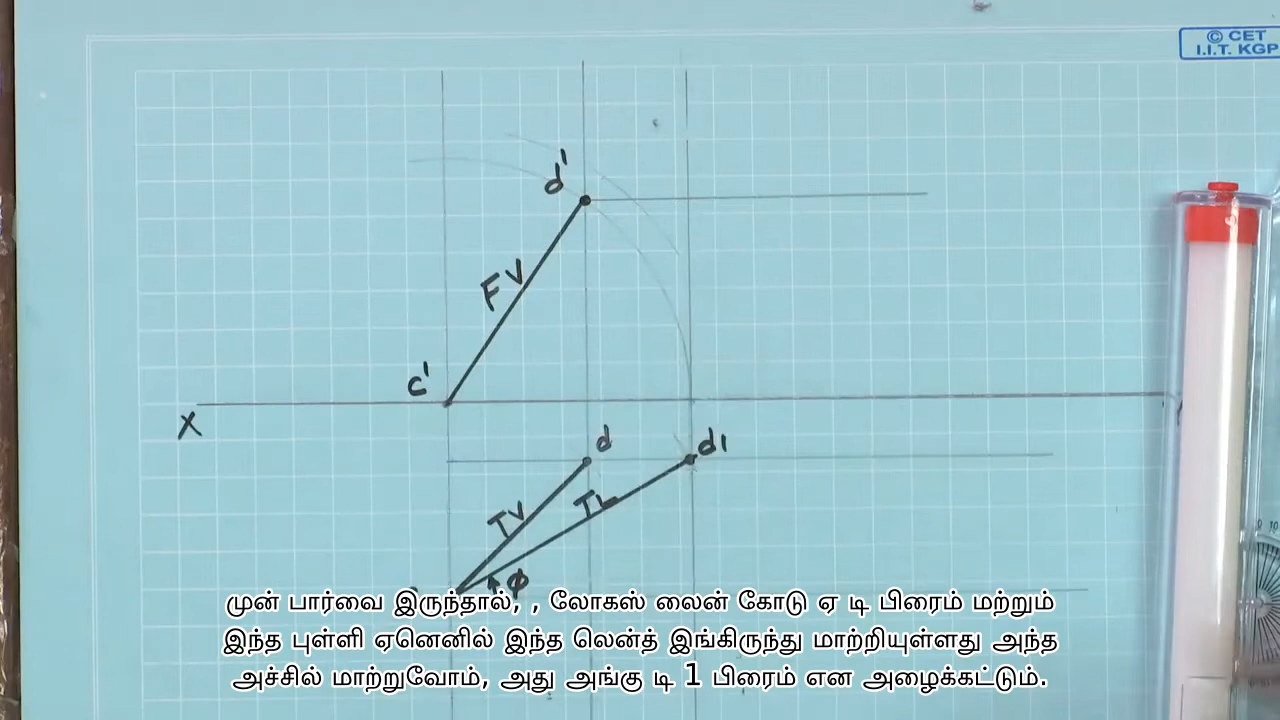 © CET
I.I.T. KGP
d'
FV
c'
X
d
d1
TV
TL
φ
முன் பார்வை இருந்தால், , லோகஸ் லைன் கோடு ஏ டி பிரைம் மற்றும்
இந்த புள்ளி ஏனெனில் இந்த லென்த் இங்கிருந்து மாற்றியுள்ளது அந்த
அச்சில் மாற்றுவோம், அது அங்கு டி 1 பிரைம் என அழைக்கட்டும்.